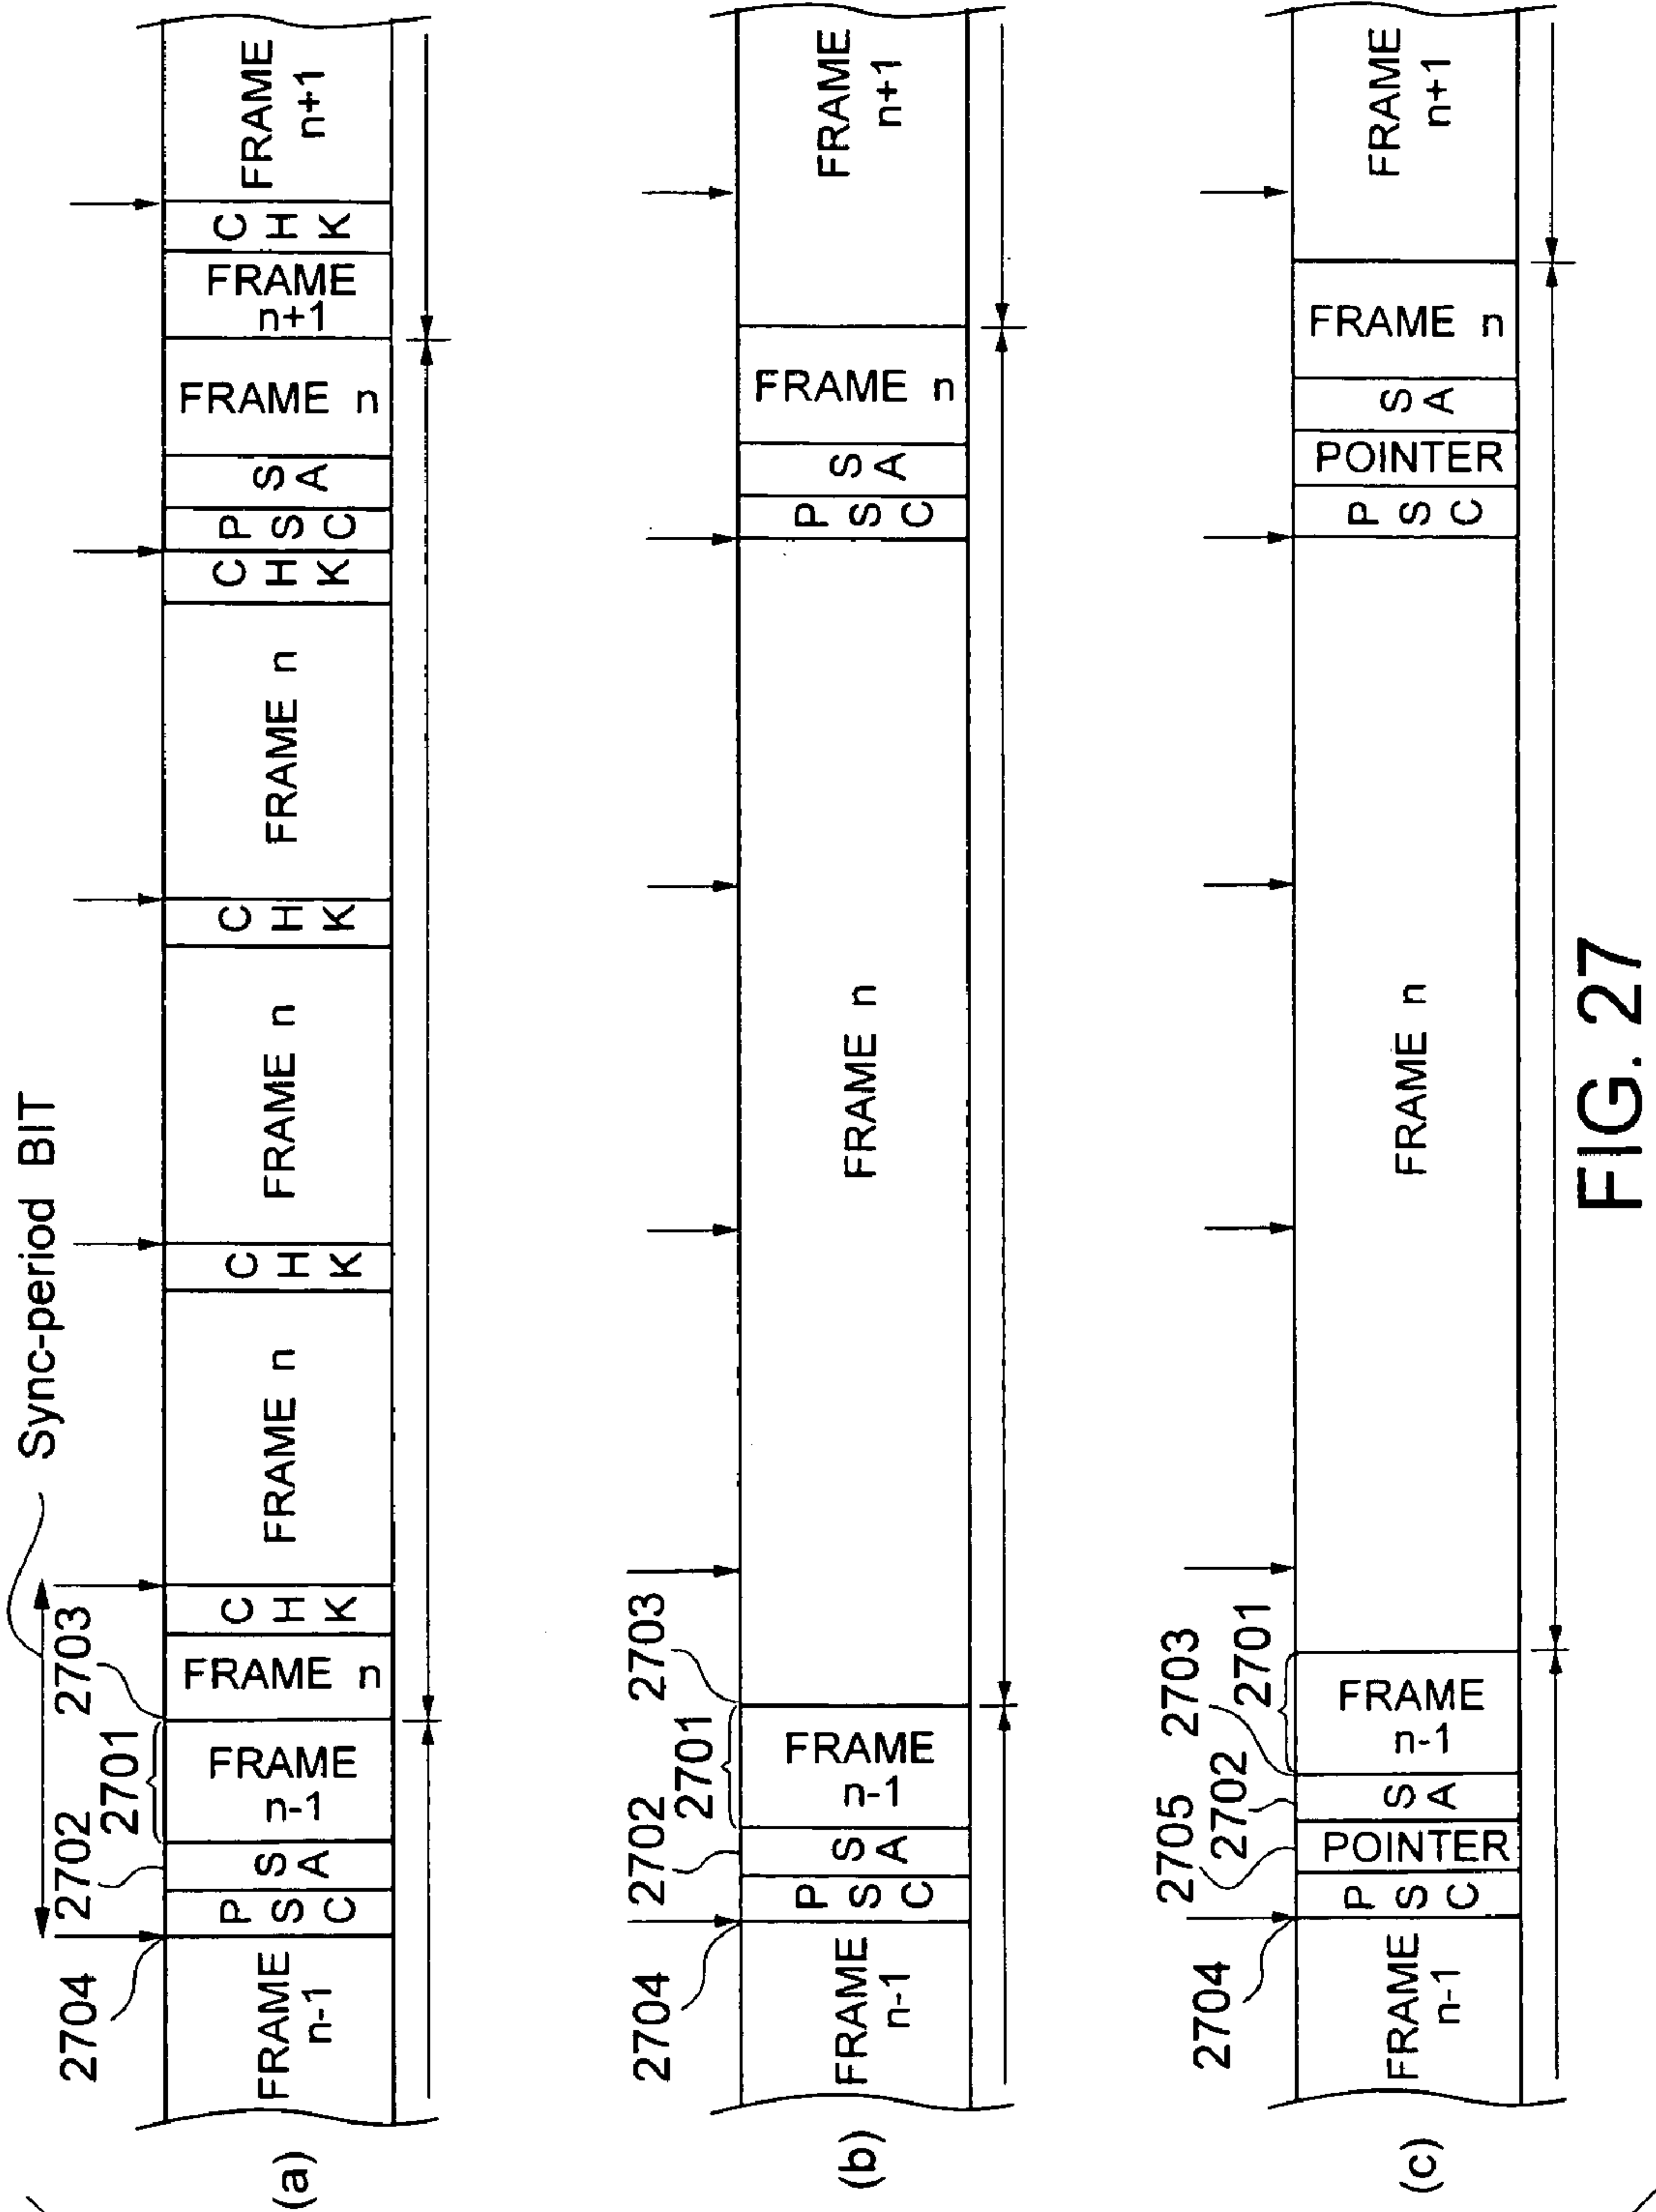 Sync-period BIT
2704
2702
2701
2703
(a)
FRAME
n-1
P
S
C
S
A
FRAME
n-1
FRAME n
C
H
K
FRAME n
C
H
K
FRAME n
C
H
K
FRAME n
C
H
K
P
S
C
S
A
FRAME n
FRAME
n+1
C
H
K
FRAME
n+1
2704
2702
2701
2703
(b)
FRAME
n-1
P
S
C
S
A
FRAME
n-1
FRAME n
P
S
C
S
A
FRAME n
FRAME
n+1
2704
2705
2702
2703
2701
(c)
FRAME
n-1
P
S
C
POINTER
S
A
FRAME
n-1
FRAME n
P
S
C
POINTER
S
A
FRAME n
FRAME
n+1
FIG. 27